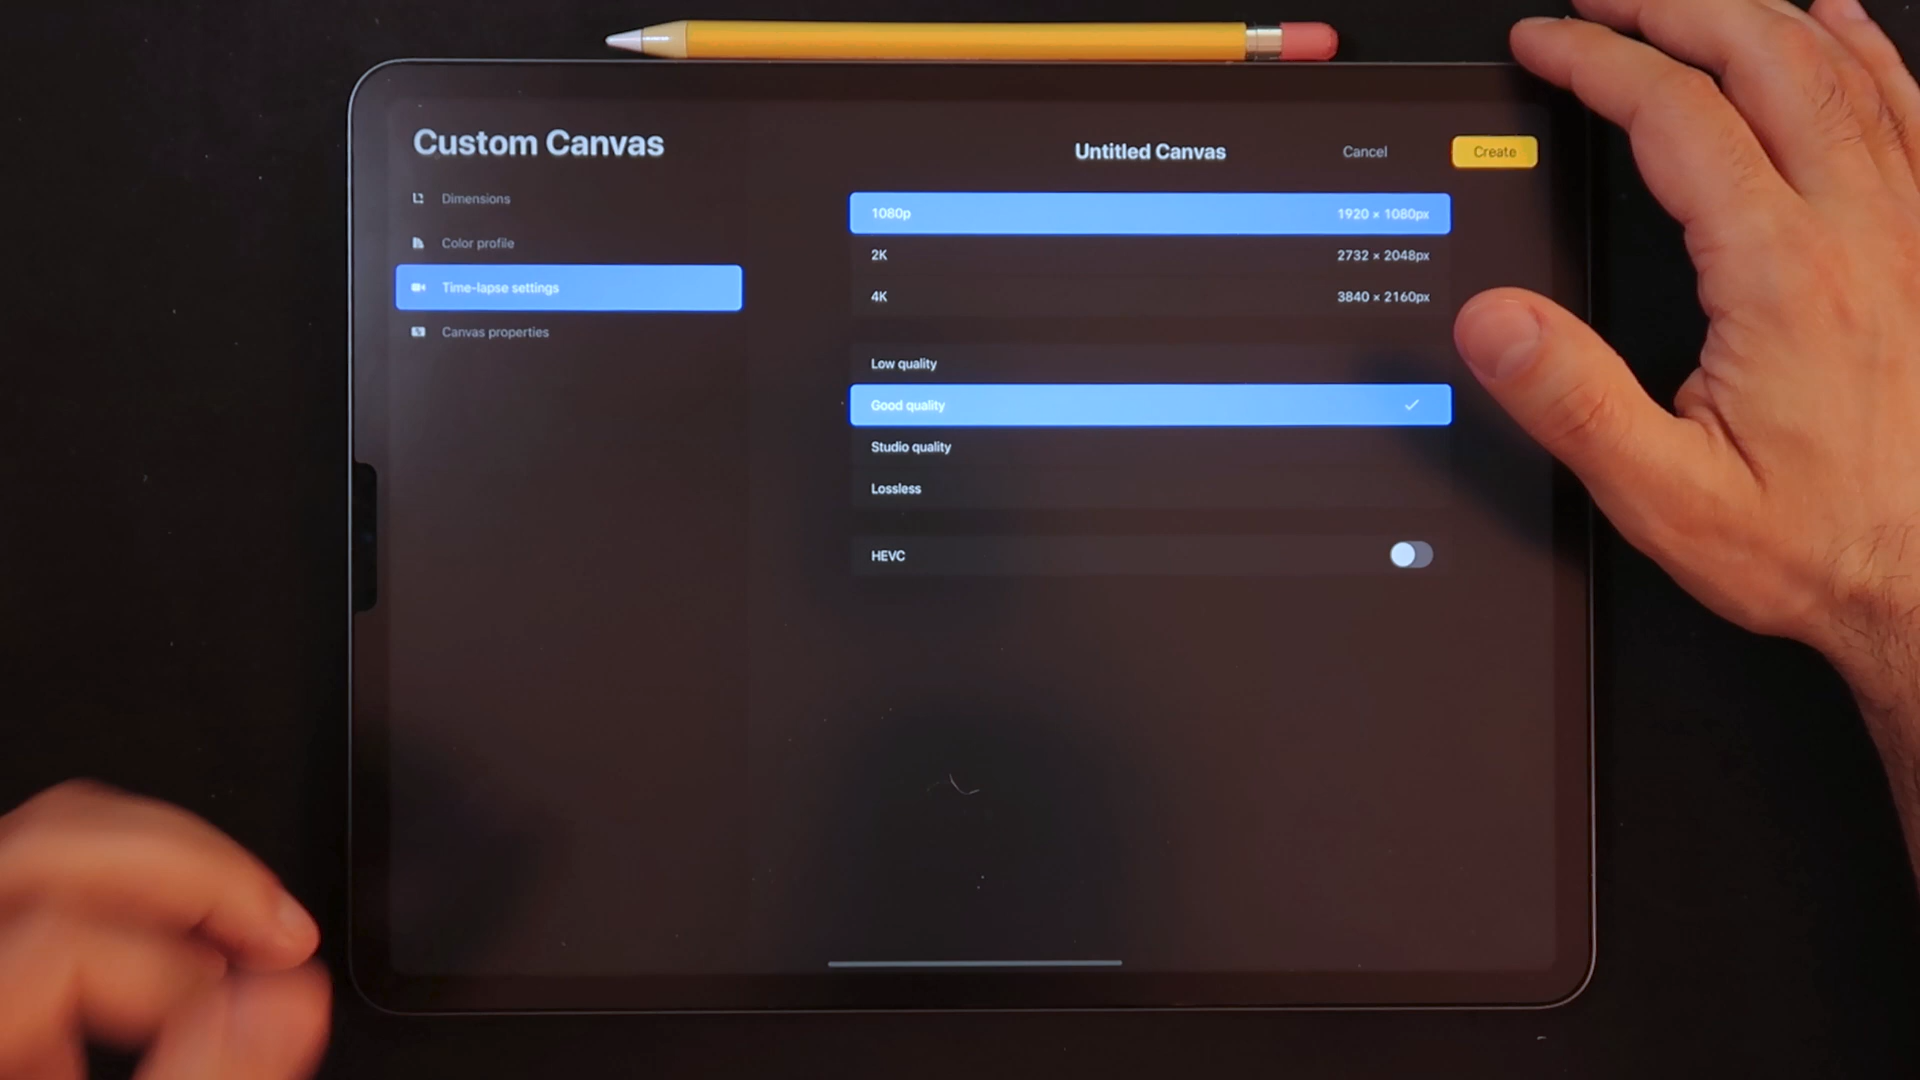 Custom Canvas
Dimensions
Color profile
Time-lapse settings
Canvas properties
Untitled Canvas
Cancel
Create
1080p 1920 × 1080px
2K 2732 × 2048px
4K 3840 × 2160px
Low quality
Good quality
Studio quality
Lossless
HEVC